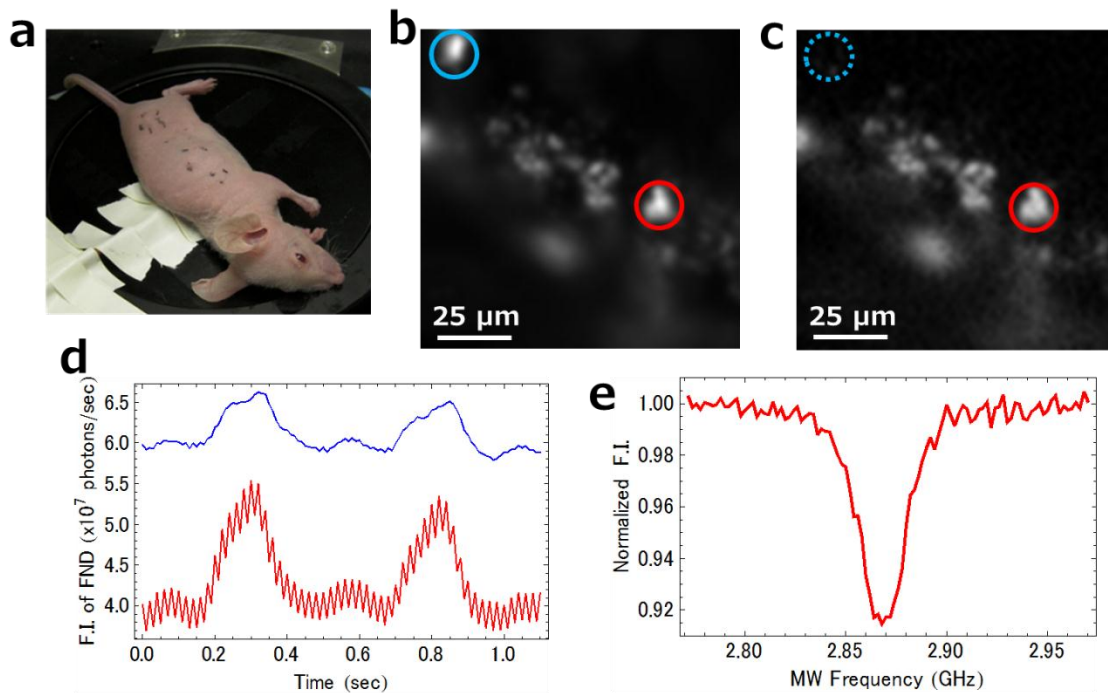 a
b
c
25 μm
25 μm
d
F.I. of FND (x10⁷ photons/sec)
6.5
6.0
5.5
5.0
4.5
4.0
0.0 0.2 0.4 0.6 0.8 1.0
Time (sec)
e
Normalized F.I.
1.00
0.98
0.96
0.94
0.92
2.80 2.85 2.90 2.95
MW Frequency (GHz)